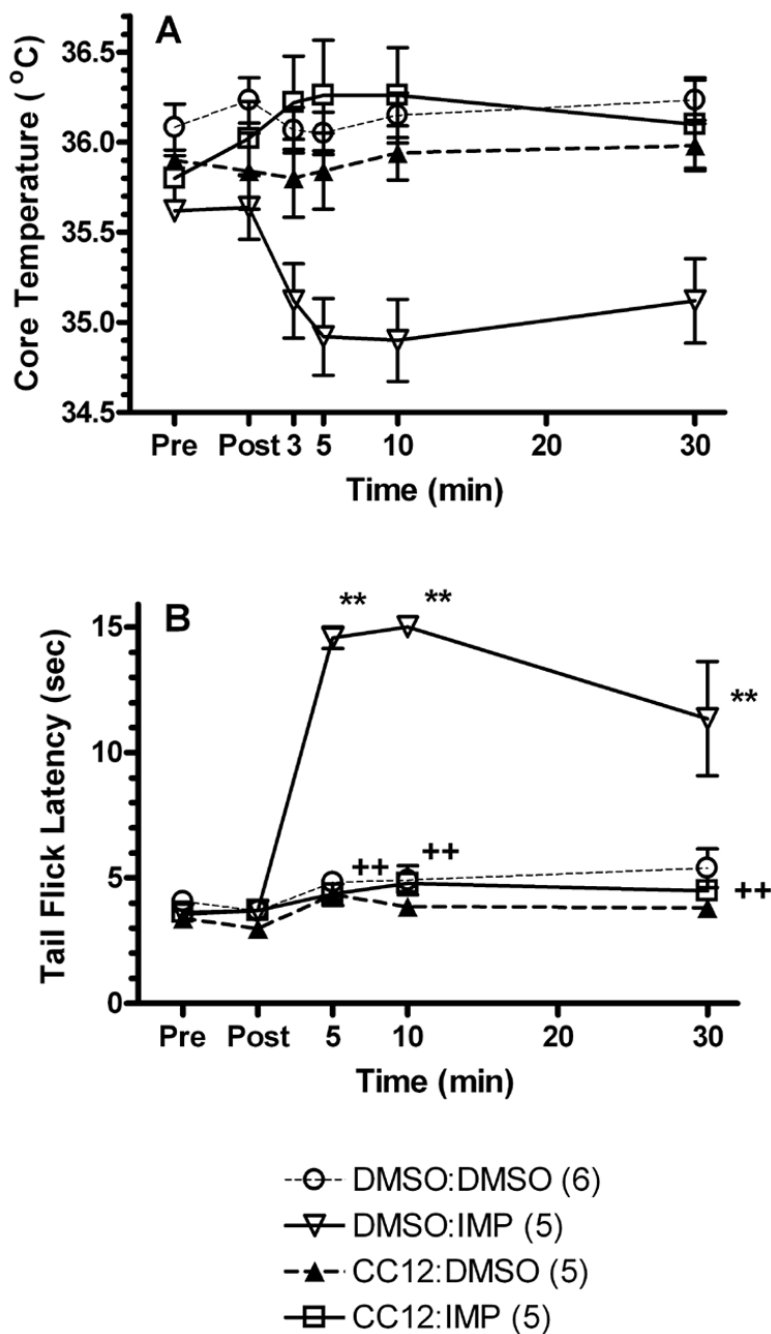 A
36.5
36.0
35.5
35.0
34.5
Core Temperature ( °C)
Pre Post 3 5 10 20 30
Time (min)
B
15
10
5
0
Tail Flick Latency (sec)
** ** **
++ ++ ++
Pre Post 5 10 20 30
Time (min)
DMSO:DMSO (6)
DMSO:IMP (5)
CC12:DMSO (5)
CC12:IMP (5)